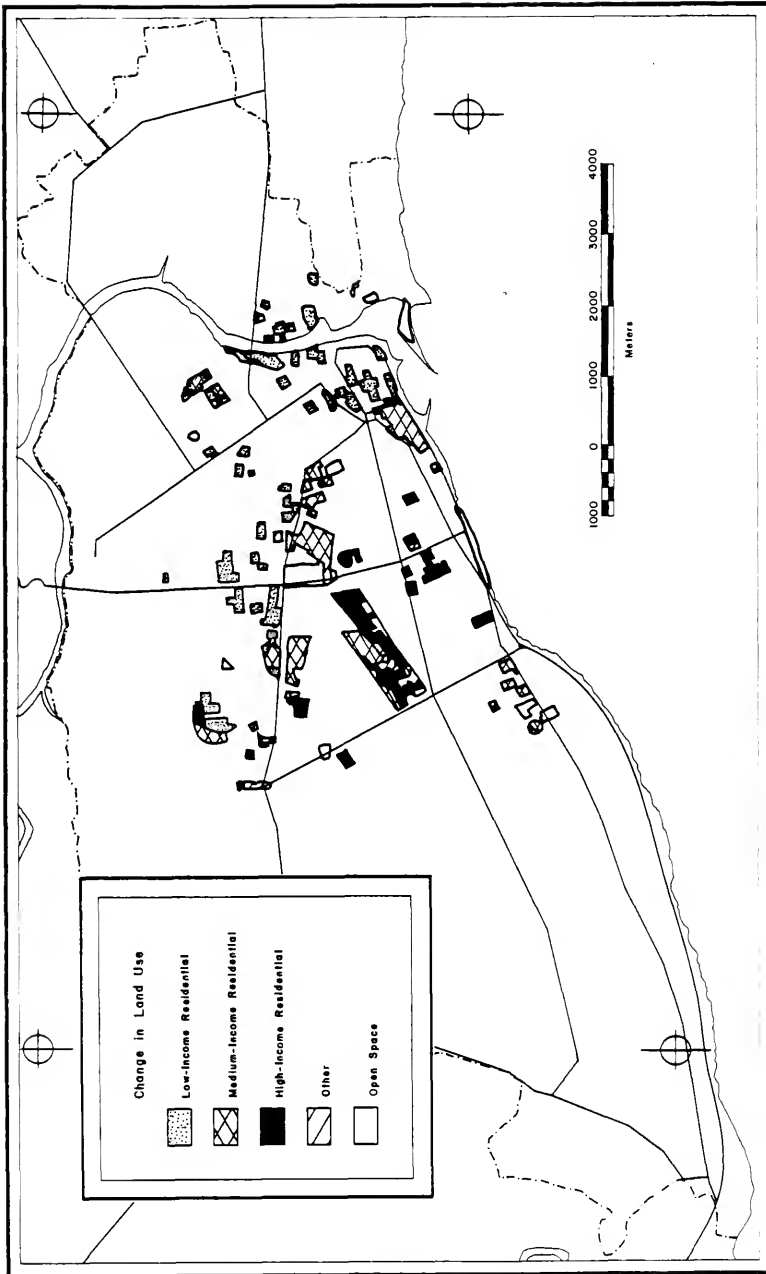 Change in Land Use
Low-Income Residential
Medium-Income Residential
High-Income Residential
Other
Open Space
1000 0 1000 2000 3000 4000
Meters